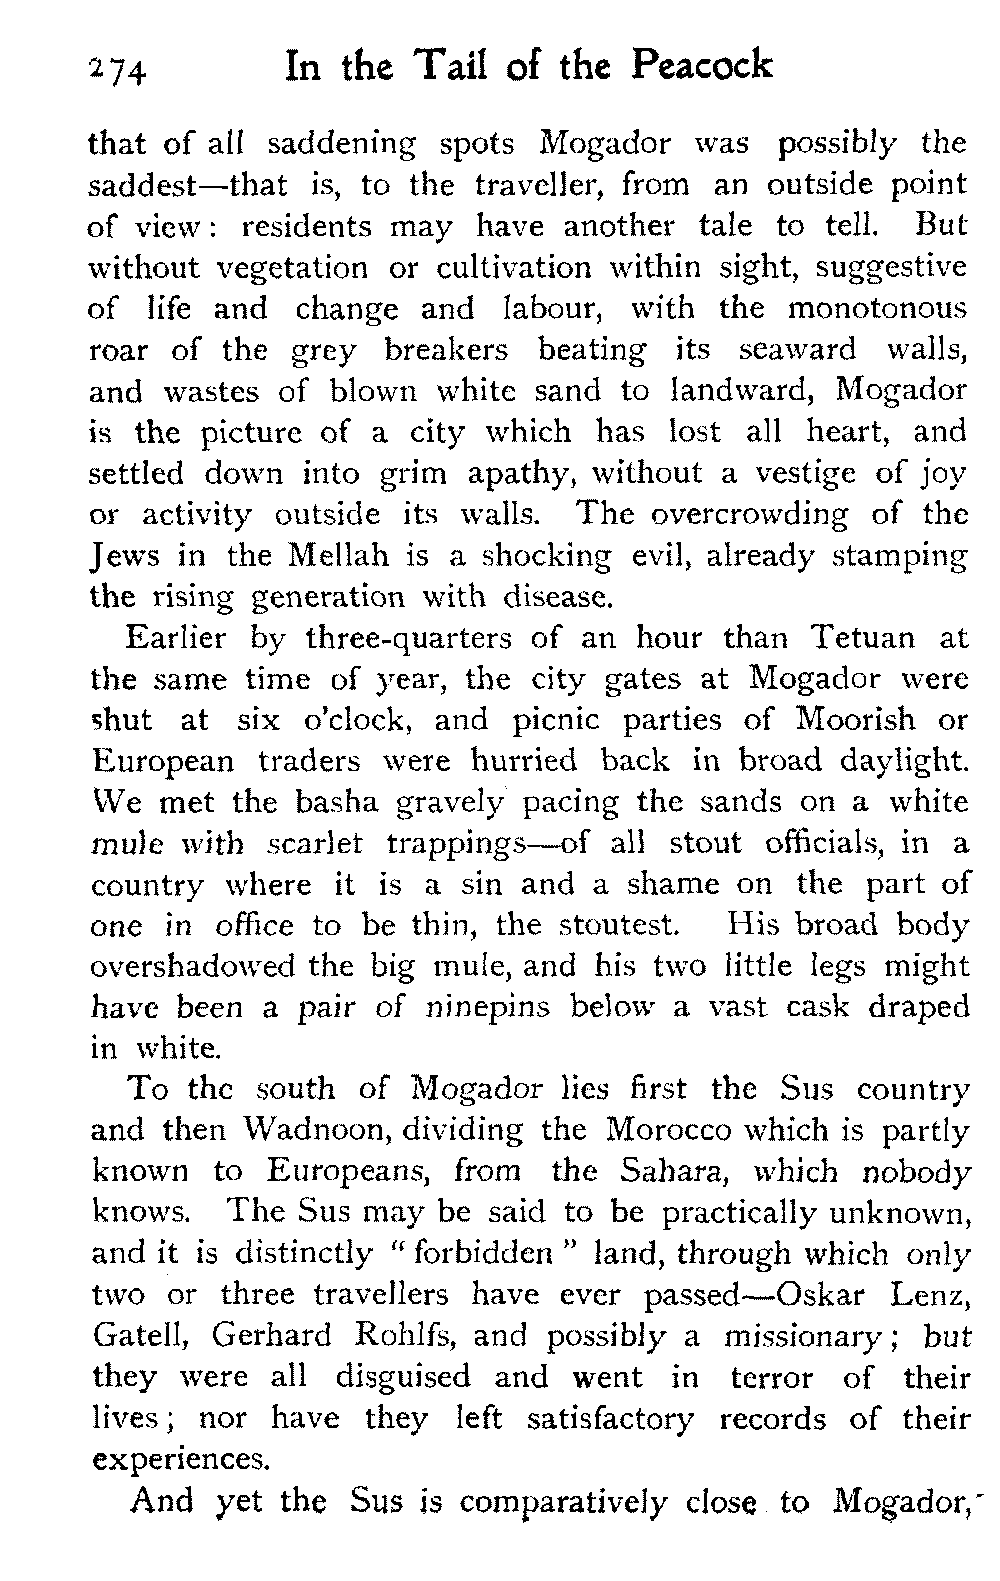 274 In the Tail of the Peacock
that of all saddening spots Mogador was possibly the
saddest—that is, to the traveller, from an outside point
of view : residents may have another tale to tell. But
without vegetation or cultivation within sight, suggestive
of life and change and labour, with the monotonous
roar of the grey breakers beating its seaward walls,
and wastes of blown white sand to landward, Mogador
is the picture of a city which has lost all heart, and
settled down into grim apathy, without a vestige of joy
or activity outside its walls. The overcrowding of the
Jews in the Mellah is a shocking evil, already stamping
the rising generation with disease.
Earlier by three-quarters of an hour than Tetuan at
the same time of year, the city gates at Mogador were
shut at six o'clock, and picnic parties of Moorish or
European traders were hurried back in broad daylight.
We met the basha gravely pacing the sands on a white
mule with scarlet trappings—of all stout officials, in a
country where it is a sin and a shame on the part of
one in office to be thin, the stoutest. His broad body
overshadowed the big mule, and his two little legs might
have been a pair of ninepins below a vast cask draped
in white.
To the south of Mogador lies first the Sus country
and then Wadnoon, dividing the Morocco which is partly
known to Europeans, from the Sahara, which nobody
knows. The Sus may be said to be practically unknown,
and it is distinctly “ forbidden ” land, through which only
two or three travellers have ever passed—Oskar Lenz,
Gatell, Gerhard Rohlfs, and possibly a missionary ; but
they were all disguised and went in terror of their
lives ; nor have they left satisfactory records of their
experiences.
And yet the Sus is comparatively close to Mogador,